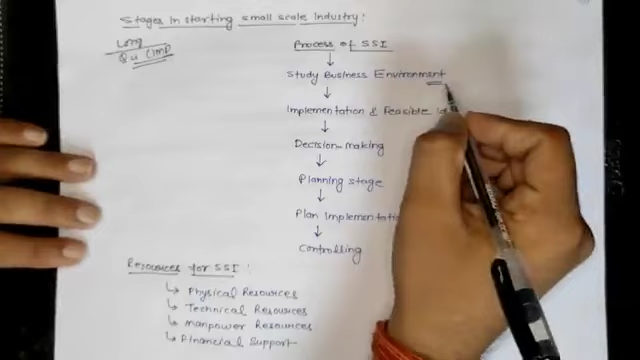 Stages in starting small scale Industry:
Long
Qu (IMP)
Process of SSI
↓
Study Business Environment
↓
Implementation & Feasible
↓
Decision-making
↓
Planning stage
↓
Plan Implementatio
↓
Controlling
Resources for SSI:
↳ Physical Resources
↳ Technical Resources
↳ manpower Resources
↳ Financial Support